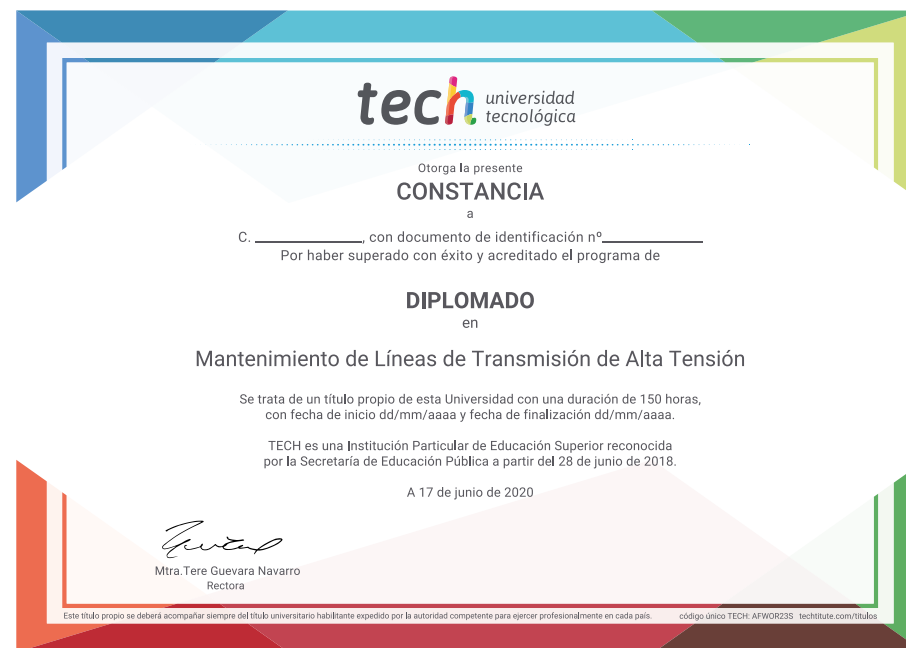 tech universidad
tecnológica
Otorga la presente
CONSTANCIA
a
C. ____________, con documento de identificación nº____________
Por haber superado con éxito y acreditado el programa de
DIPLOMADO
en
Mantenimiento de Líneas de Transmisión de Alta Tensión
Se trata de un título propio de esta Universidad con una duración de 150 horas,
con fecha de inicio dd/mm/aaaa y fecha de finalización dd/mm/aaaa.
TECH es una Institución Particular de Educación Superior reconocida
por la Secretaría de Educación Pública a partir del 28 de junio de 2018.
A 17 de junio de 2020
Mtra.Tere Guevara Navarro
Rectora
Este título propio se deberá acompañar siempre del título universitario habilitante expedido por la autoridad competente para ejercer profesionalmente en cada país. código único TECH: AFWOR23S techtitute.com/titulos